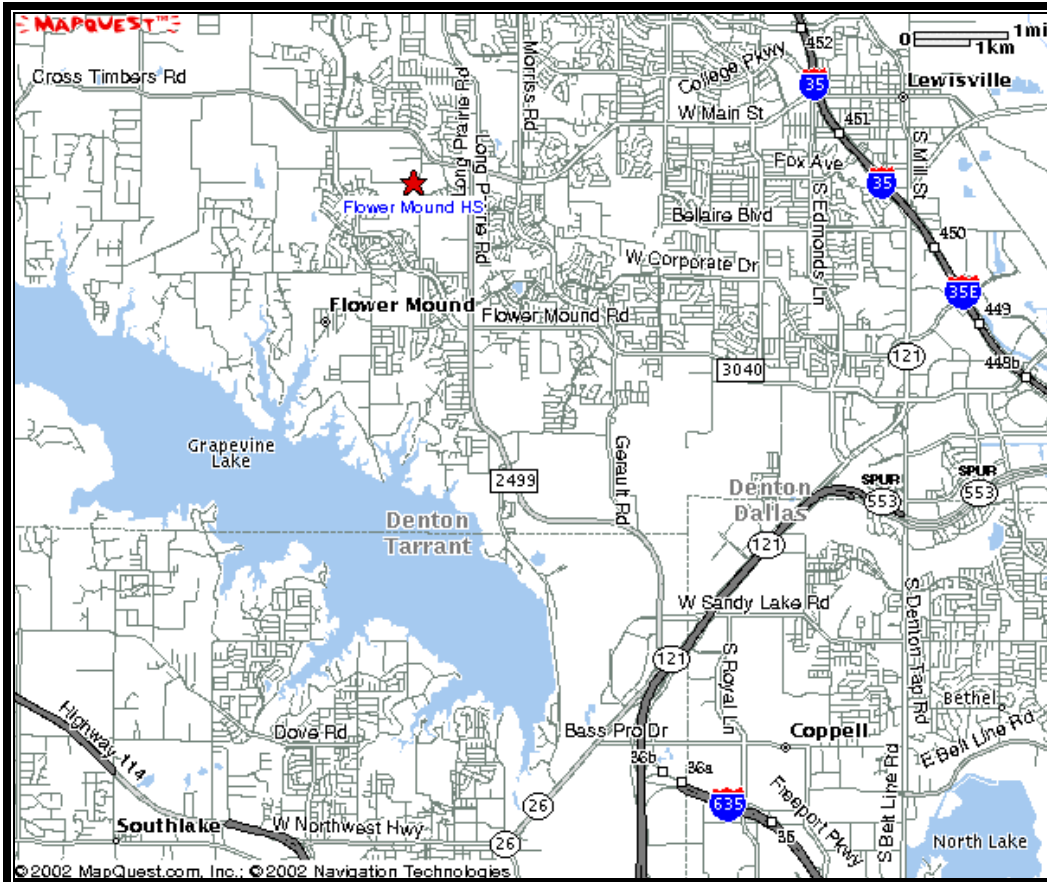 MAPQUEST™
452
0 1mi
1km
College Pkwy
Cross Timbers Rd
Morriss Rd
Long Prairie Rd
35
Lewisville
W Main St
451
Long Prairie Rd
Fox Ave
S Mill St
35
Flower Mound HS
S Edmonds Ln
Bellaire Blvd
450
W Corporate Dr
35E
Flower Mound
Flower Mound Rd
449
121
448b
3040
Grapevine
Lake
Gerault Rd
2499
SPUR
553
SPUR
553
Denton
Dallas
Denton
Tarrant
121
W Sandy Lake Rd
S Denton Tap Rd
121
S Royal Ln
Bethel
Highway 114
Dove Rd
Bass Pro Dr
Coppell
E Belt Line Rd
36b
36a
26
635
Freeport Pkwy
S Belt Line Rd
35
Southlake
W Northwest Hwy
26
North Lake
©2002 MapQuest.com, Inc.; ©2002 Navigation Technologies